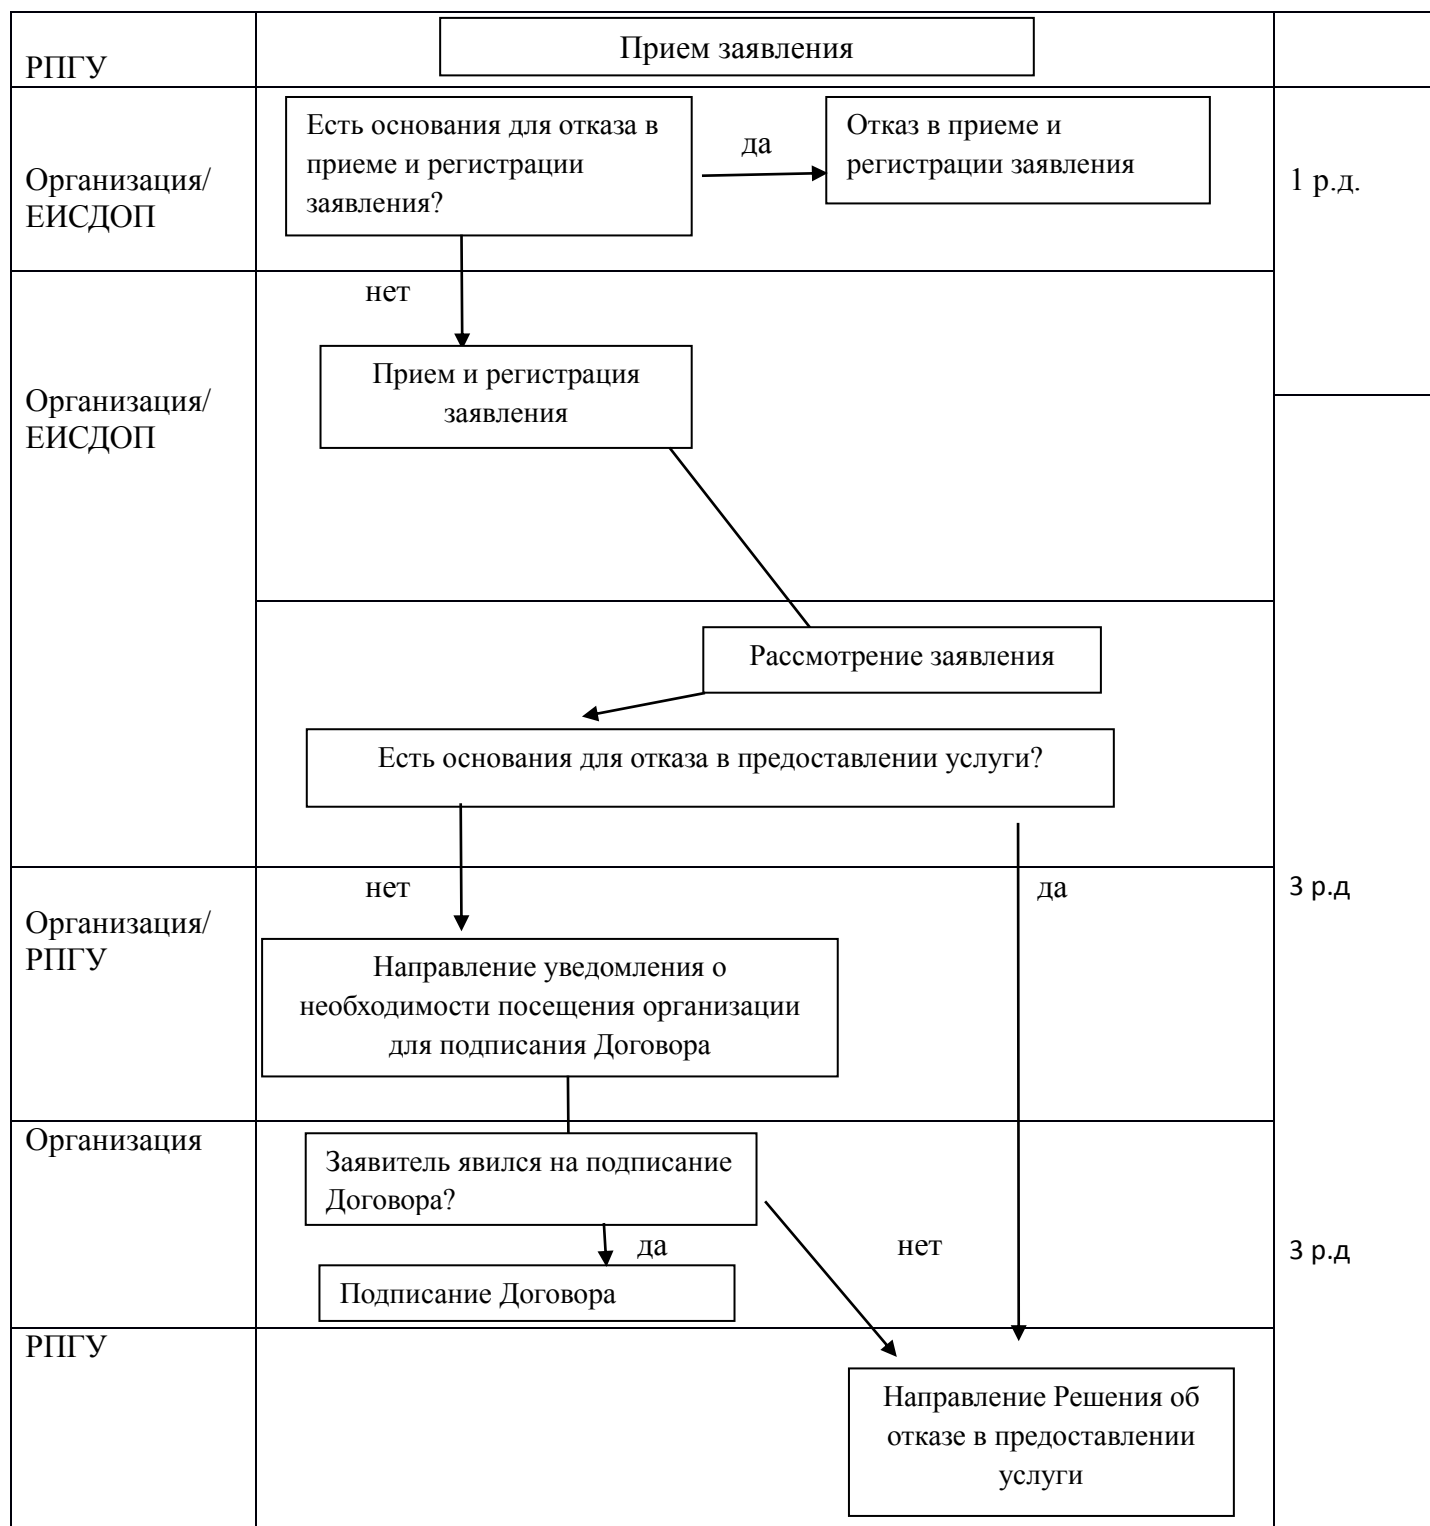 РПГУ
Прием заявления
Организация/
ЕИСДОП
Есть основания для отказа в
приеме и регистрации
заявления?
да
Отказ в приеме и
регистрации заявления
1 р.д.
нет
Организация/
ЕИСДОП
Прием и регистрация
заявления
Рассмотрение заявления
Есть основания для отказа в предоставлении услуги?
нет
да
3 р.д
Организация/
РПГУ
Направление уведомления о
необходимости посещения организации
для подписания Договора
Организация
Заявитель явился на подписание
Договора?
да
нет
3 р.д
Подписание Договора
РПГУ
Направление Решения об
отказе в предоставлении
услуги